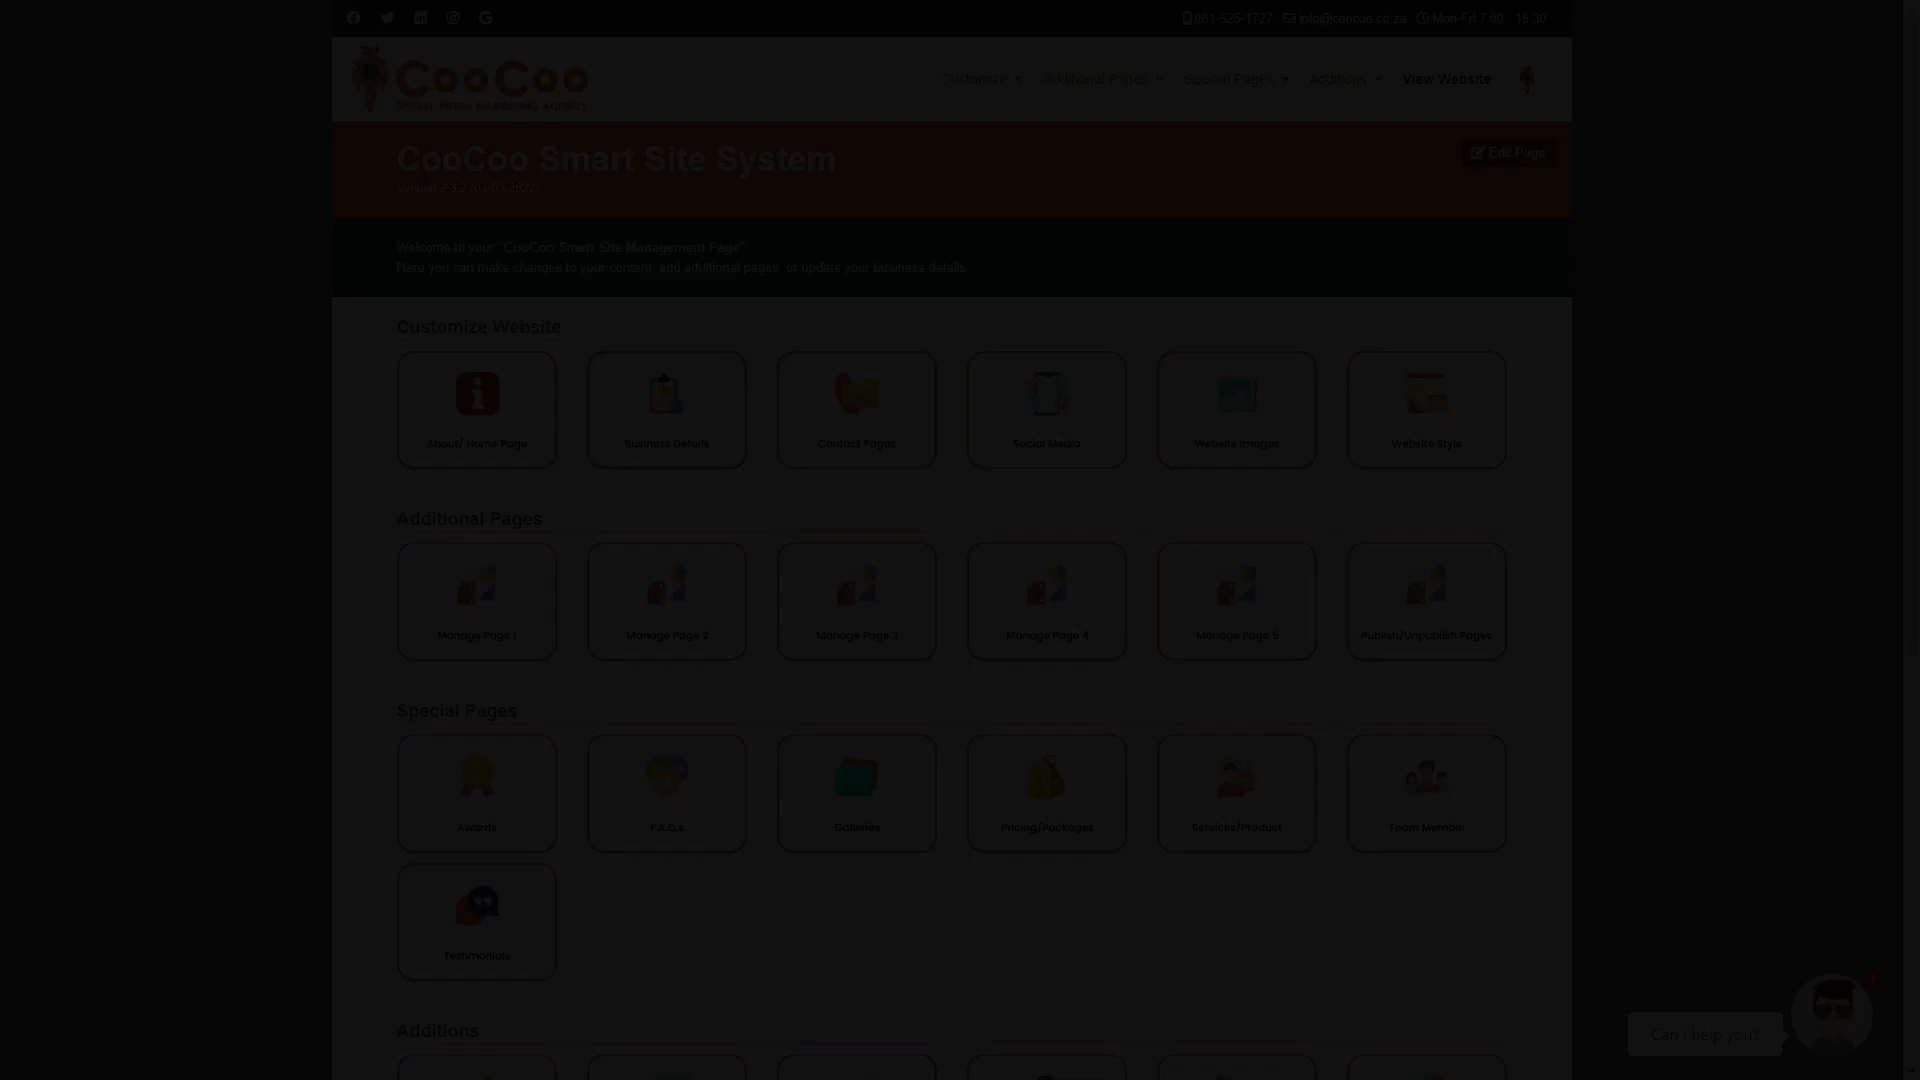 081-525-1727 info@coocoo.co.za Mon-Fri 7:00 - 15:30
CooCoo
SOCIAL MEDIA MARKETING AGENCY
Customize Additional Pages Special Pages Additions View Website
CooCoo Smart Site System
Edit Page
Welcome to your "CooCoo Smart Site Management Page"
Here you can make changes to your content, add additional pages, or update your business details.
Customize Website
About/ Home Page Business Details Contact Pages Social Media Website Images Website Style
Additional Pages
Manage Page 1 Manage Page 2 Manage Page 3 Manage Page 4 Manage Page 5 Publish/Unpublish Pages
Special Pages
Awards F.A.Q.s Galleries Pricing/Packages Services/Product Team Member
Testimonials
Additions
Can I help you?